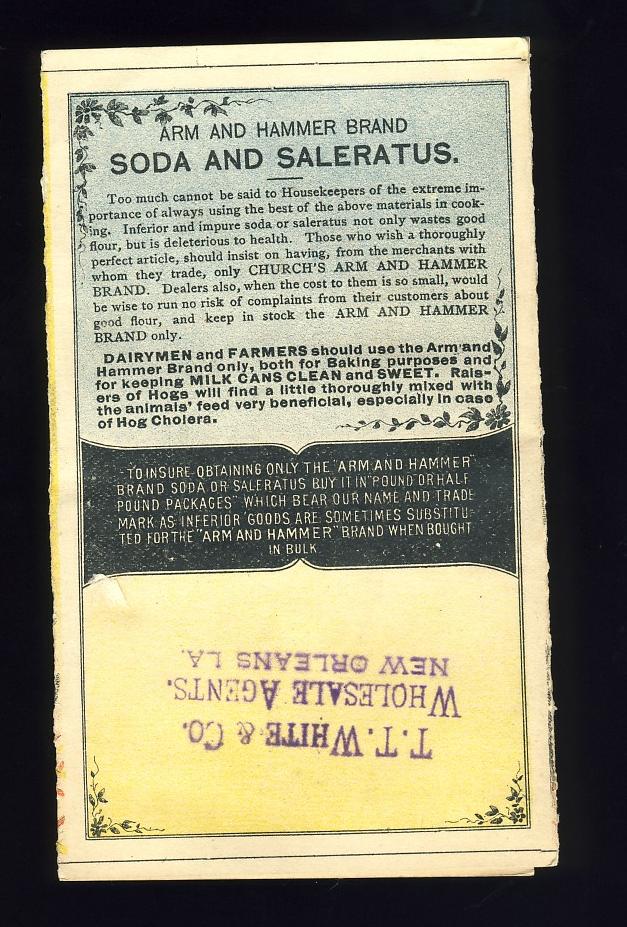 ARM AND HAMMER BRAND
SODA AND SALERATUS.
Too much cannot be said to Housekeepers of the extreme im-
portance of always using the best of the above materials in cook-
ing. Inferior and impure soda or saleratus not only wastes good
flour, but is deleterious to health. Those who wish a thoroughly
perfect article, should insist on having, from the merchants with
whom they trade, only CHURCH'S ARM AND HAMMER
BRAND. Dealers also, when the cost to them is so small, would
be wise to run no risk of complaints from their customers about
good flour, and keep in stock the ARM AND HAMMER
BRAND only.
DAIRYMEN and FARMERS should use the Arm and
Hammer Brand only, both for Baking purposes and
for keeping MILK CANS CLEAN and SWEET. Rais-
ers of Hogs will find a little thoroughly mixed with
the animals' feed very beneficial, especially in case
of Hog Cholera.
TO INSURE OBTAINING ONLY THE "ARM AND HAMMER"
BRAND SODA OR SALERATUS BUY IT IN "POUND OR HALF
POUND PACKAGES" WHICH BEAR OUR NAME AND TRADE
MARK AS INFERIOR GOODS ARE SOMETIMES SUBSTITU-
TED FOR THE "ARM AND HAMMER" BRAND WHEN BOUGHT
IN BULK
T. T. WHITE & CO.
WHOLESALE AGENTS.
NEW ORLEANS LA.